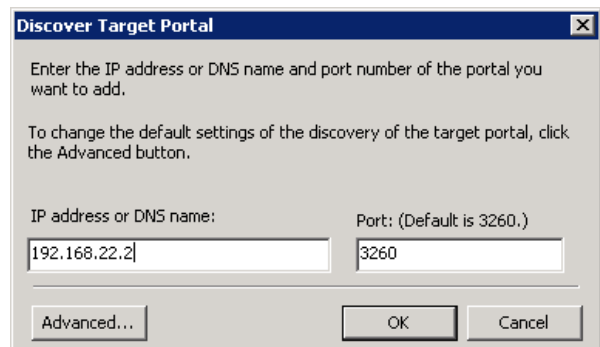 Discover Target Portal
Enter the IP address or DNS name and port number of the portal you
want to add.
To change the default settings of the discovery of the target portal, click
the Advanced button.
IP address or DNS name:
Port: (Default is 3260.)
192.168.22.2
3260
Advanced...
OK
Cancel